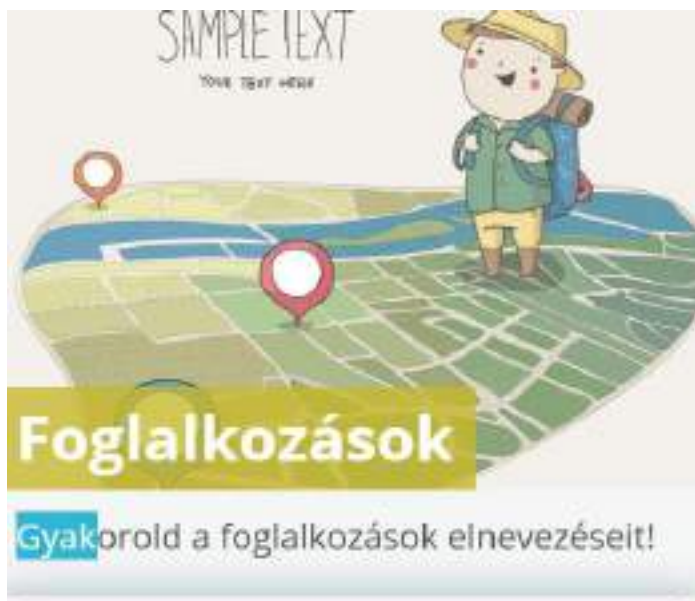 SAMPLE TEXT
YOUR TEXT HERE
Foglalkozások
Gyakorold a foglalkozások elnevezéseit!